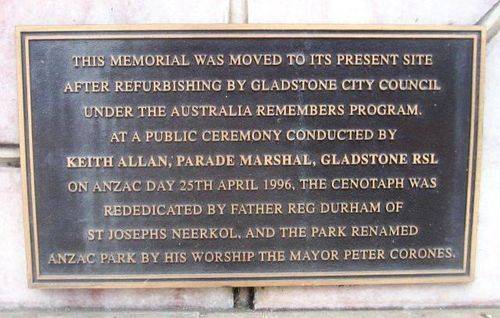 THIS MEMORIAL WAS MOVED TO ITS PRESENT SITE
AFTER REFURBISHING BY GLADSTONE CITY COUNCIL
UNDER THE AUSTRALIA REMEMBERS PROGRAM.
AT A PUBLIC CEREMONY CONDUCTED BY
KEITH ALLAN, PARADE MARSHAL, GLADSTONE RSL
ON ANZAC DAY 25TH APRIL 1996, THE CENOTAPH WAS
REDEDICATED BY FATHER REG DURHAM OF
ST JOSEPHS NEERKOL, AND THE PARK RENAMED
ANZAC PARK BY HIS WORSHIP THE MAYOR PETER CORONES.